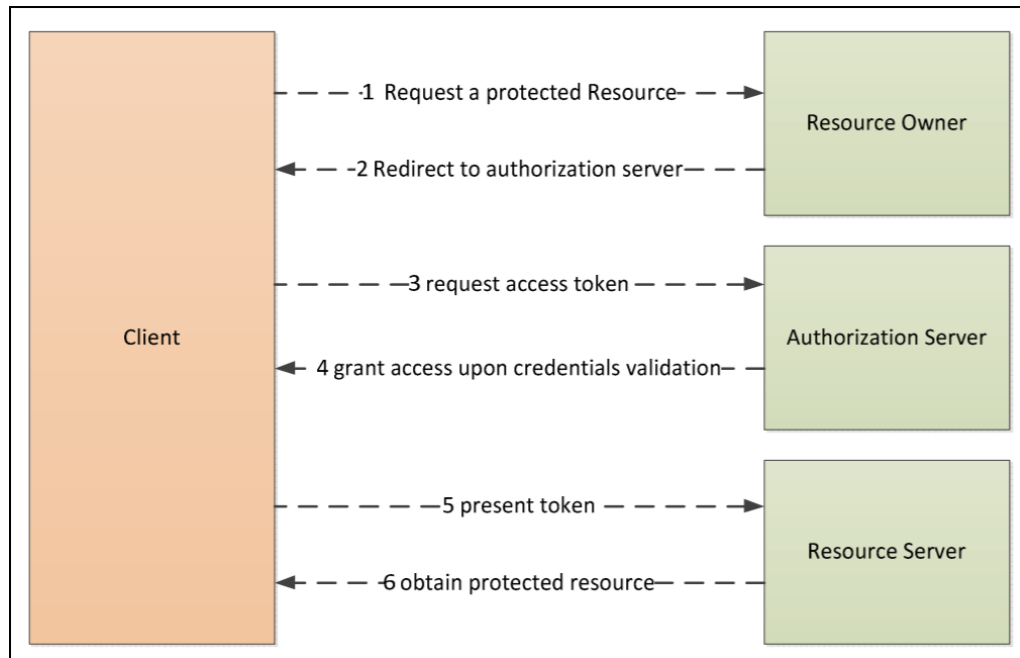 1 Request a protected Resource
Resource Owner
2 Redirect to authorization server
3 request access token
Client
Authorization Server
4 grant access upon credentials validation
5 present token
Resource Server
6 obtain protected resource